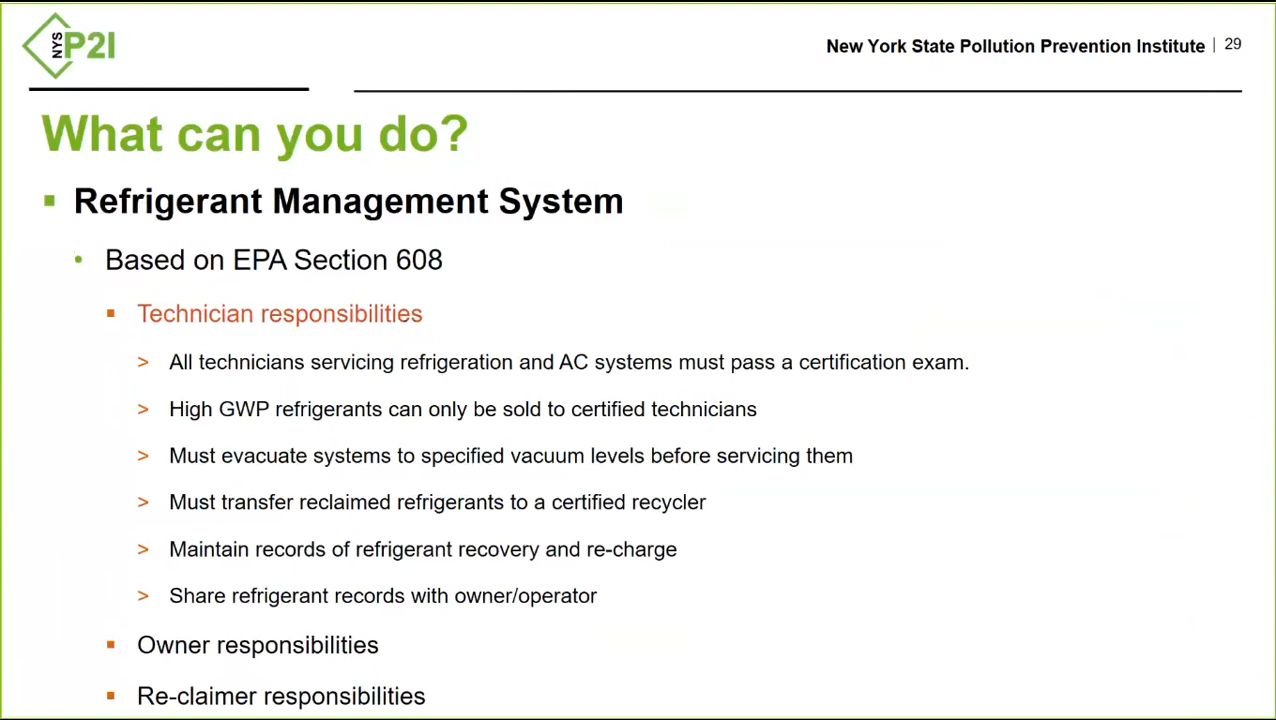 NYS P2I
New York State Pollution Prevention Institute | 29
What can you do?
▪ Refrigerant Management System
• Based on EPA Section 608
▪ Technician responsibilities
> All technicians servicing refrigeration and AC systems must pass a certification exam.
> High GWP refrigerants can only be sold to certified technicians
> Must evacuate systems to specified vacuum levels before servicing them
> Must transfer reclaimed refrigerants to a certified recycler
> Maintain records of refrigerant recovery and re-charge
> Share refrigerant records with owner/operator
▪ Owner responsibilities
▪ Re-claimer responsibilities